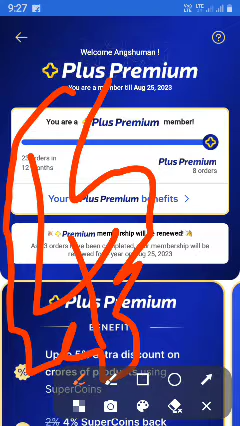 9:27
Welcome Angshuman !
Plus Premium
You are a member till Aug 25, 2023
You are a Plus Premium member!
orders in
12 months
Plus Premium
8 orders
Your Plus Premium benefits >
Premium membership will be renewed!
orders have been completed, your membership will be
renewed for a year on Aug 25, 2023
Plus Premium
BENEFIT
Up to 5% extra discount on
crores of products using
SuperCoins
2% 4% SuperCoins back